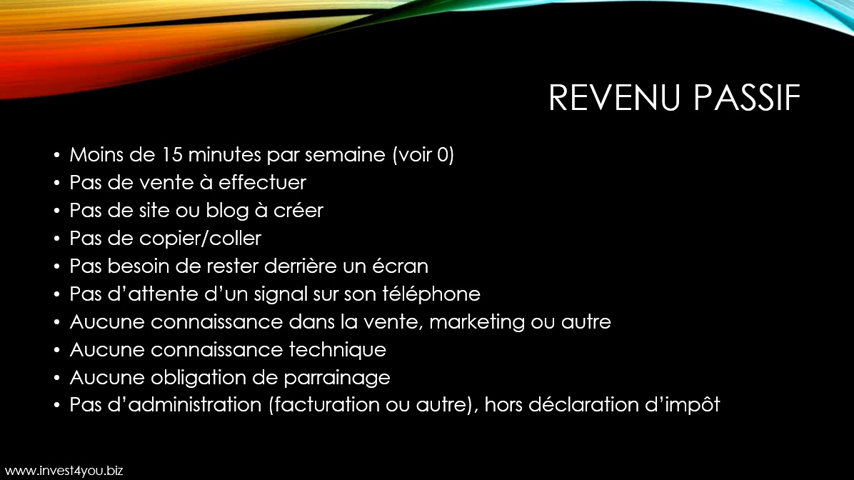 REVENU PASSIF
• Moins de 15 minutes par semaine (voir 0)
• Pas de vente à effectuer
• Pas de site ou blog à créer
• Pas de copier/coller
• Pas besoin de rester derrière un écran
• Pas d’attente d’un signal sur son téléphone
• Aucune connaissance dans la vente, marketing ou autre
• Aucune connaissance technique
• Aucune obligation de parrainage
• Pas d’administration (facturation ou autre), hors déclaration d’impôt
www.invest4you.biz